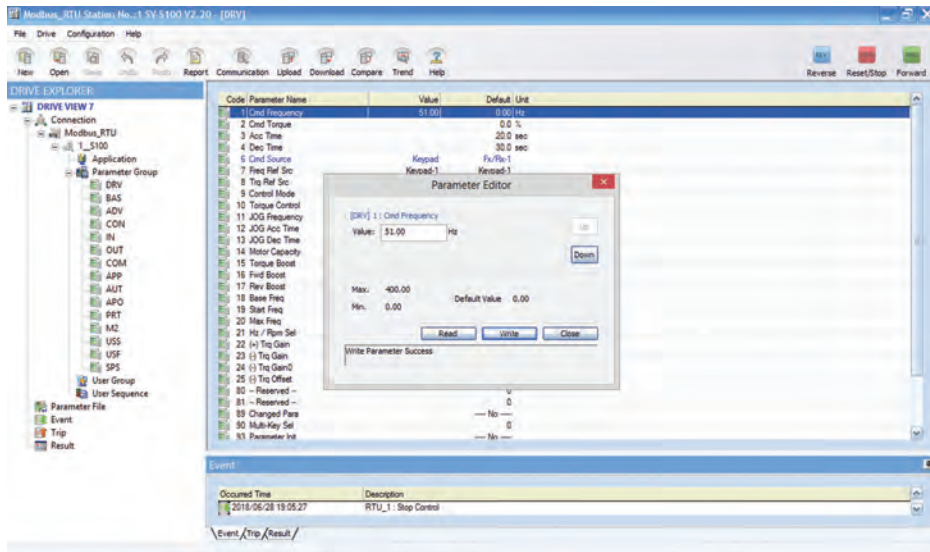 Modbus_RTU Station No.:1 SV-S100 V2.20 - [DRV]
File Drive Configuration Help
New Open Save Undo Redo Report Communication Upload Download Compare Trend Help Reverse Reset/Stop Forward
DRIVE EXPLORER
DRIVE VIEW 7
Connection
Modbus_RTU
1_S100
Application
Parameter Group
DRV
BAS
ADV
CON
IN
OUT
COM
APP
AUT
APO
PRT
M2
USS
USF
SPS
User Group
User Sequence
Parameter File
Event
Trip
Result
Code Parameter Name Value Default Unit
1 Cmd Frequency 51.00 0.00 Hz
2 Cmd Torque 0.0 %
3 Acc Time 20.0 sec
4 Dec Time 30.0 sec
6 Cmd Source Keypad Fx/Rx-1
7 Freq Ref Src Keypad-1 Keypad-1
8 Trq Ref Src
9 Control Mode
10 Torque Control
11 JOG Frequency
12 JOG Acc Time
13 JOG Dec Time
14 Motor Capacity
15 Torque Boost
16 Fwd Boost
17 Rev Boost
18 Base Freq
19 Start Freq
20 Max Freq
21 Hz / Rpm Sel
22 (+) Trq Gain
23 (-) Trq Gain
24 (-) Trq Gain0
25 (-) Trq Offset
80 -- Reserved -- 0
81 -- Reserved -- 0
89 Changed Para --- No ---
90 Multi-Key Sel 0
93 Parameter Init --- No ---
Parameter Editor
[DRV] 1 : Cmd Frequency
Value: 51.00 Hz
Up
Down
Max. 400.00
Min. 0.00
Default Value 0.00
Read Write Close
Write Parameter Success
Event
Occurred Time Description
2018/06/28 19:05:27 RTU_1 : Stop Control
Event Trip Result